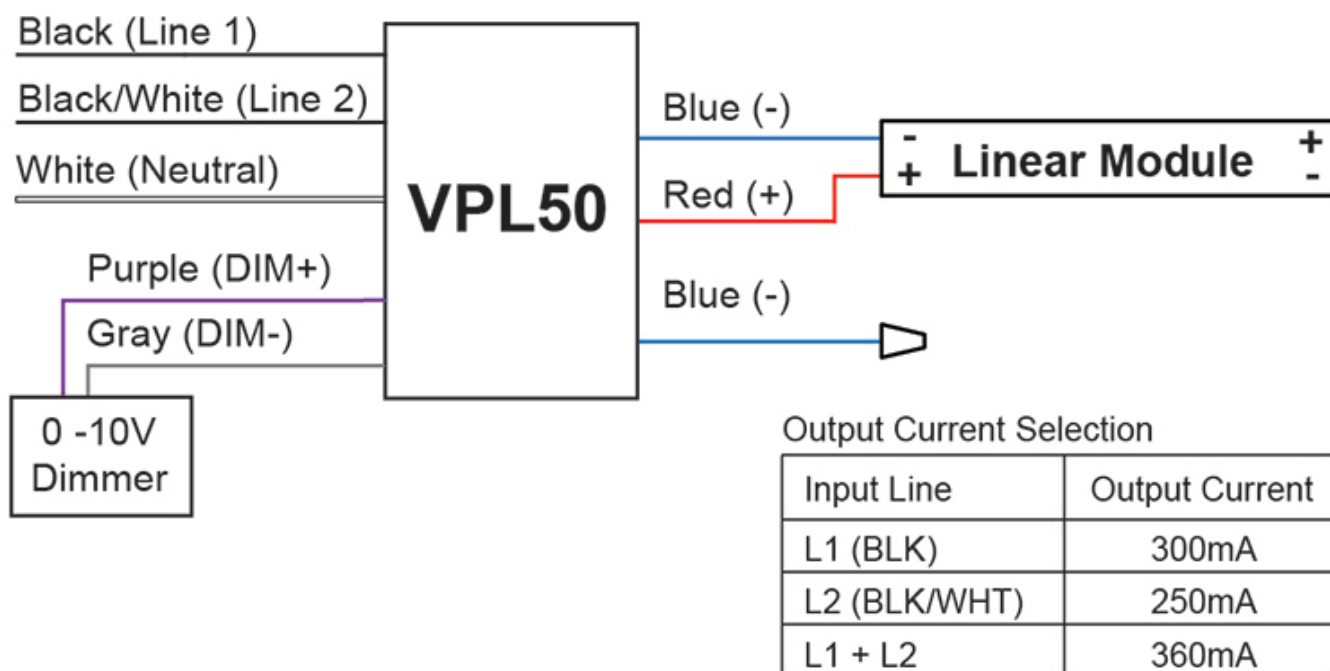 Black (Line 1)
Black/White (Line 2)
White (Neutral)
Purple (DIM+)
Gray (DIM-)
0 -10V
Dimmer
VPL50
Blue (-)
Red (+)
Blue (-)
- Linear Module +
+ -
Output Current Selection
Input Line Output Current
L1 (BLK) 300mA
L2 (BLK/WHT) 250mA
L1 + L2 360mA